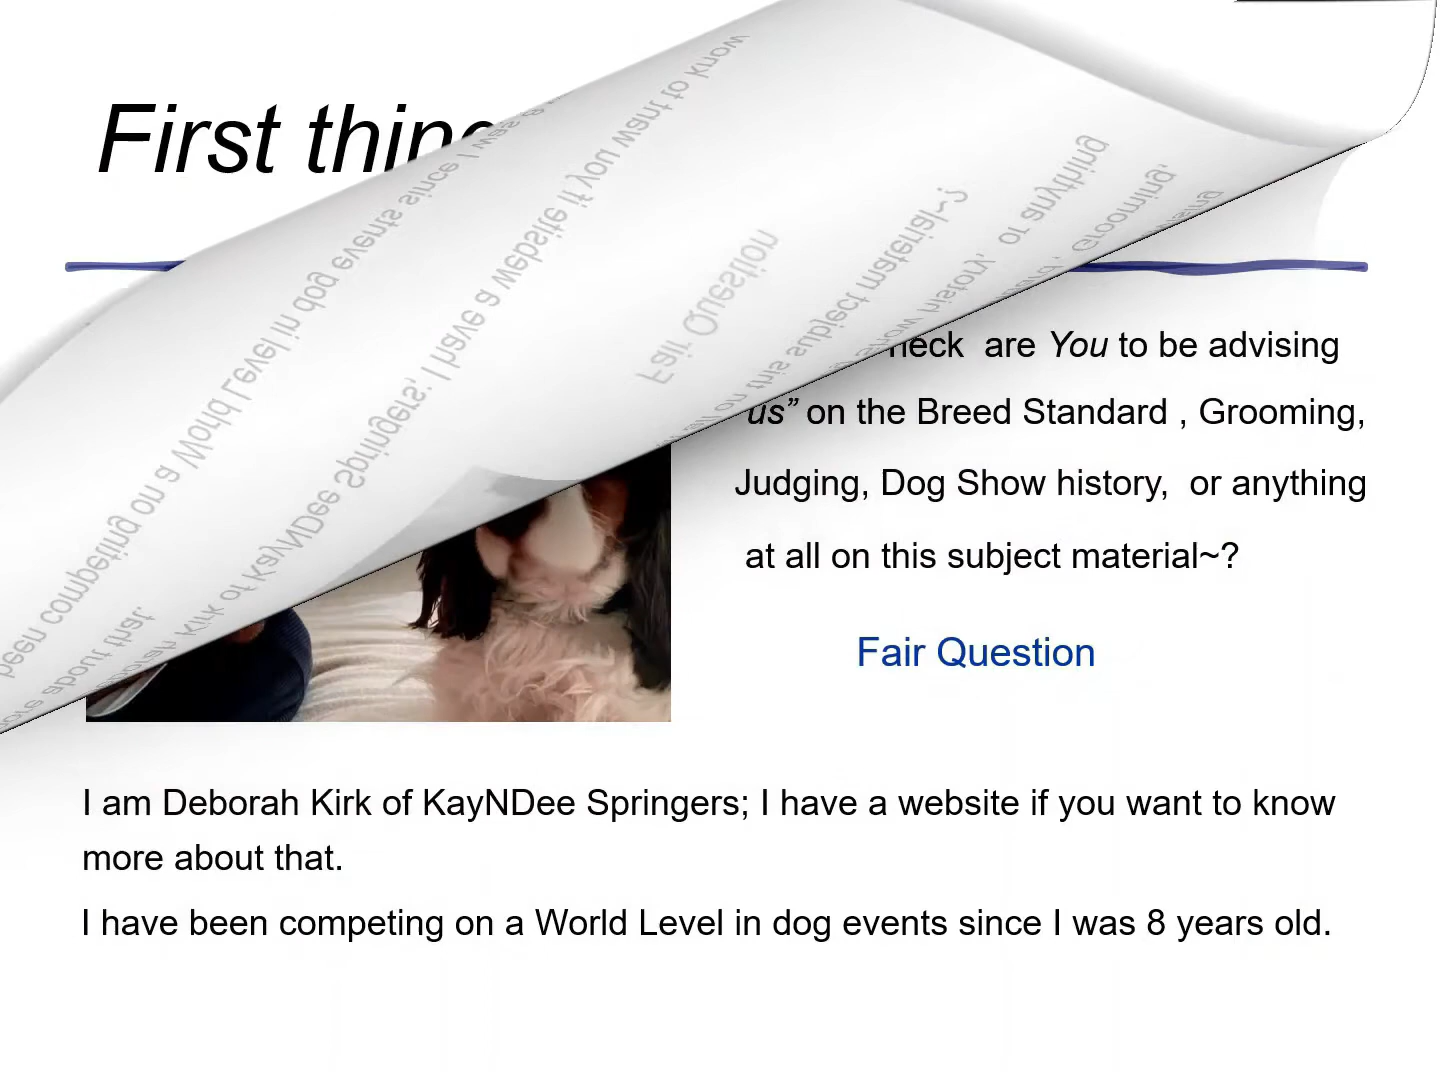 First thing
heck are You to be advising
us” on the Breed Standard , Grooming,
Judging, Dog Show history, or anything
at all on this subject material~?
Fair Question
I am Deborah Kirk of KayNDee Springers; I have a website if you want to know
more about that.
I have been competing on a World Level in dog events since I was 8 years old.